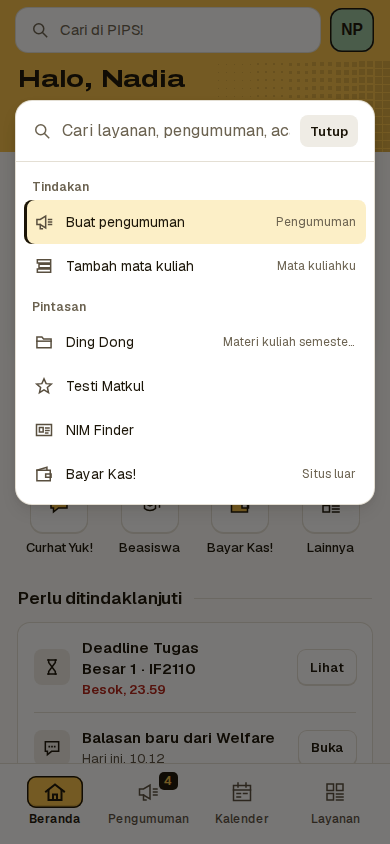 Cari di PIPS!
NP
Halo, Nadia
Cari layanan, pengumuman, ac
Tutup
Tindakan
Buat pengumuman
Pengumuman
Tambah mata kuliah
Mata kuliahku
Pintasan
Ding Dong
Materi kuliah semeste…
Testi Matkul
NIM Finder
Bayar Kas!
Situs luar
Curhat Yuk!
Beasiswa
Bayar Kas!
Lainnya
Perlu ditindaklanjuti
Deadline Tugas
Besar 1 · IF2110
Besok, 23.59
Lihat
Balasan baru dari Welfare
Hari ini, 10.12
Buka
4
Beranda
Pengumuman
Kalender
Layanan